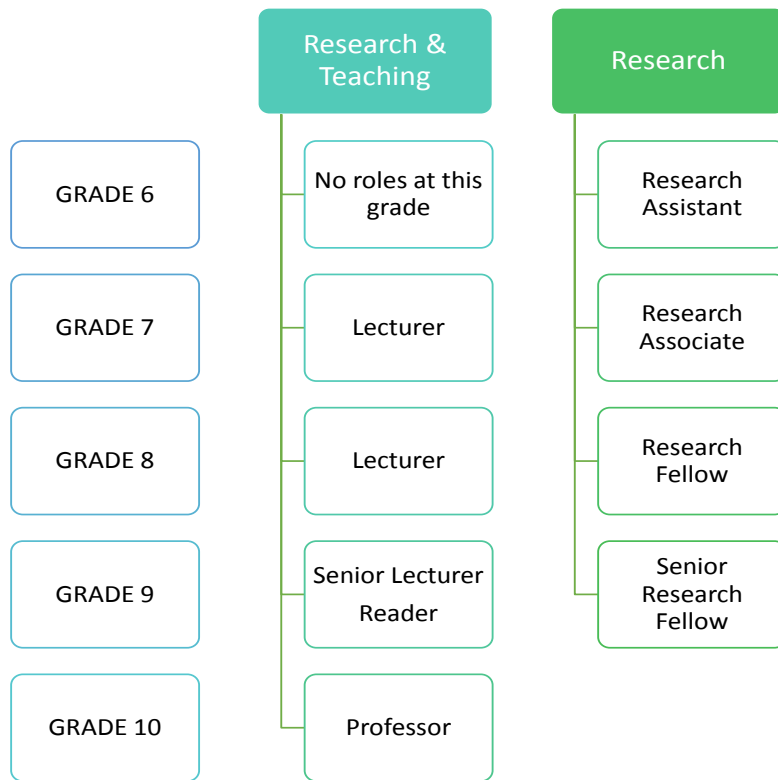 Research &
Teaching
Research
GRADE 6
No roles at this
grade
Research
Assistant
GRADE 7
Lecturer
Research
Associate
GRADE 8
Lecturer
Research
Fellow
GRADE 9
Senior Lecturer
Reader
Senior
Research
Fellow
GRADE 10
Professor